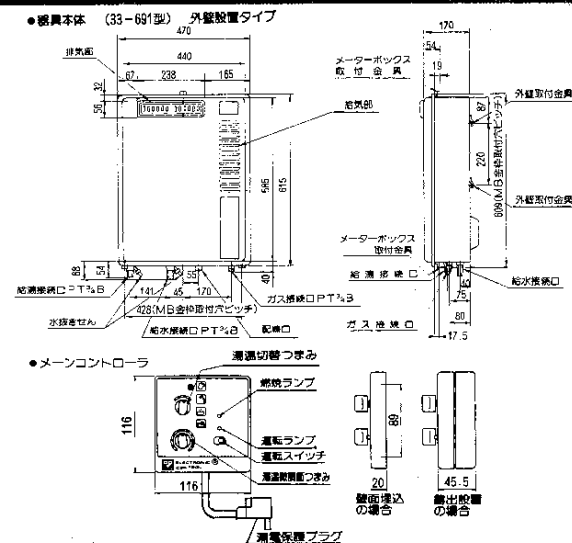 ●器具本体 (33-691型) 外壁設置タイプ
470
440
排気部
67 238 165
32
56
給気部
585
615
68
54
55
40
給湯接続口PT¾B
141 45 170
ガス接続口PT¾B
428(MB金枠取付穴ピッチ)
水抜きせん
給水接続口PT¾B
配線口
170
54
19
メーターボックス
取付金具
外壁取付金具
87
220
609(MB金枠取付穴ピッチ)
外壁取付金具
メーターボックス
取付金具
給湯接続口
給水接続口
40
75
80
ガス接続口
17.5
●メーンコントローラ
湯温切替つまみ
燃焼ランプ
運転ランプ
運転スイッチ
湯温微調節つまみ
116
ELECTRONIC
CONTROL
116
漏電保護プラグ
89
20
壁面埋込
の場合
45.5
露出設置
の場合